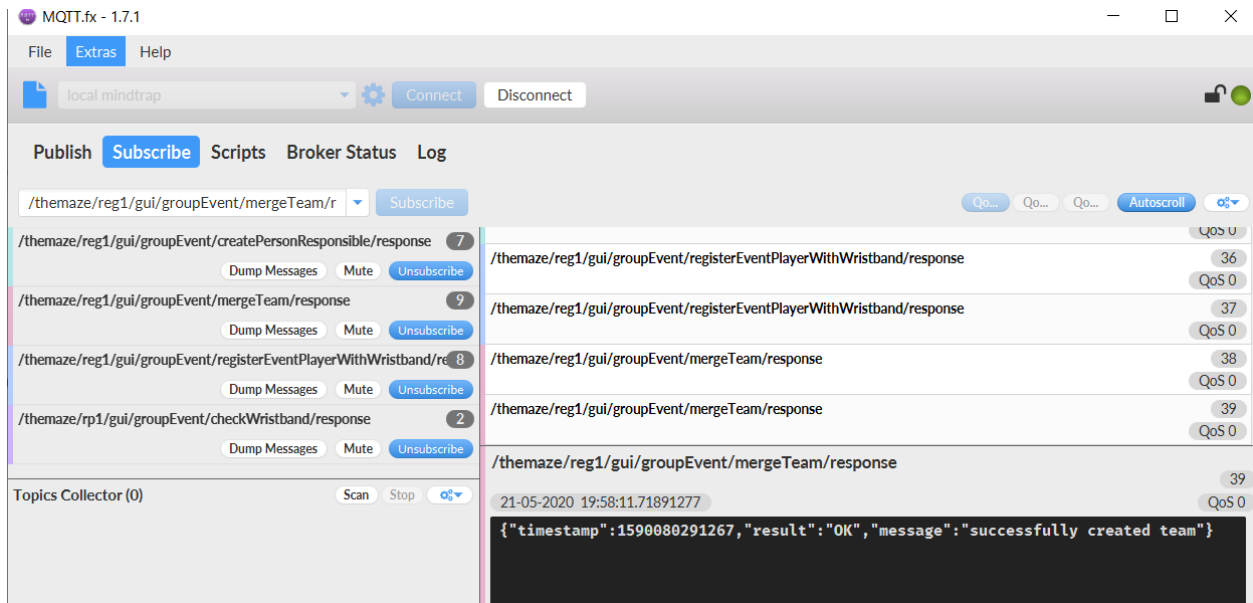 MQTT.fx - 1.7.1
File Extras Help
local mindtrap Connect Disconnect
Publish Subscribe Scripts Broker Status Log
/themaze/reg1/gui/groupEvent/mergeTeam/r Subscribe Qo... Qo... Qo... Autoscroll
/themaze/reg1/gui/groupEvent/createPersonResponsible/response 7
Dump Messages Mute Unsubscribe
/themaze/reg1/gui/groupEvent/mergeTeam/response 9
Dump Messages Mute Unsubscribe
/themaze/reg1/gui/groupEvent/registerEventPlayerWithWristband/re 8
Dump Messages Mute Unsubscribe
/themaze/rp1/gui/groupEvent/checkWristband/response 2
Dump Messages Mute Unsubscribe
Topics Collector (0) Scan Stop
QoS 0
/themaze/reg1/gui/groupEvent/registerEventPlayerWithWristband/response 36
QoS 0
/themaze/reg1/gui/groupEvent/registerEventPlayerWithWristband/response 37
QoS 0
/themaze/reg1/gui/groupEvent/mergeTeam/response 38
QoS 0
/themaze/reg1/gui/groupEvent/mergeTeam/response 39
QoS 0
/themaze/reg1/gui/groupEvent/mergeTeam/response
39
21-05-2020 19:58:11.71891277 QoS 0
{"timestamp":1590080291267,"result":"OK","message":"successfully created team"}